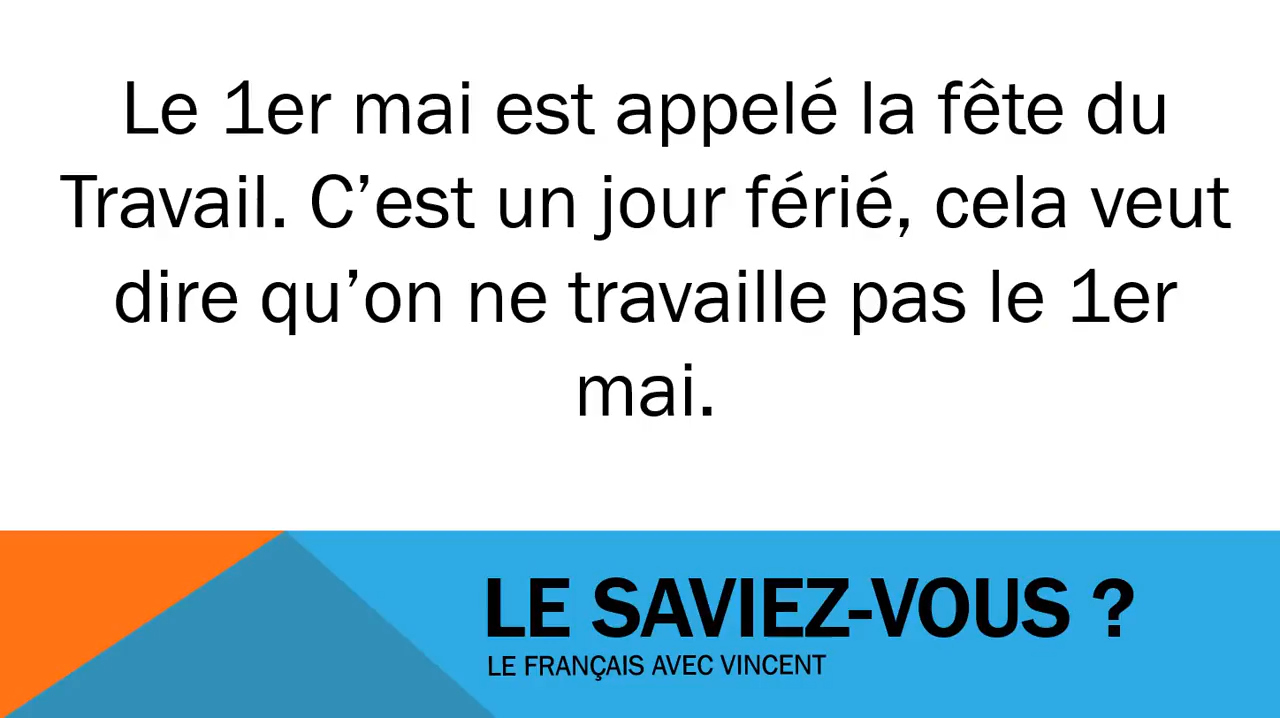 Le 1er mai est appelé la fête du
Travail. C’est un jour férié, cela veut
dire qu’on ne travaille pas le 1er
mai.
LE SAVIEZ-VOUS ?
LE FRANÇAIS AVEC VINCENT